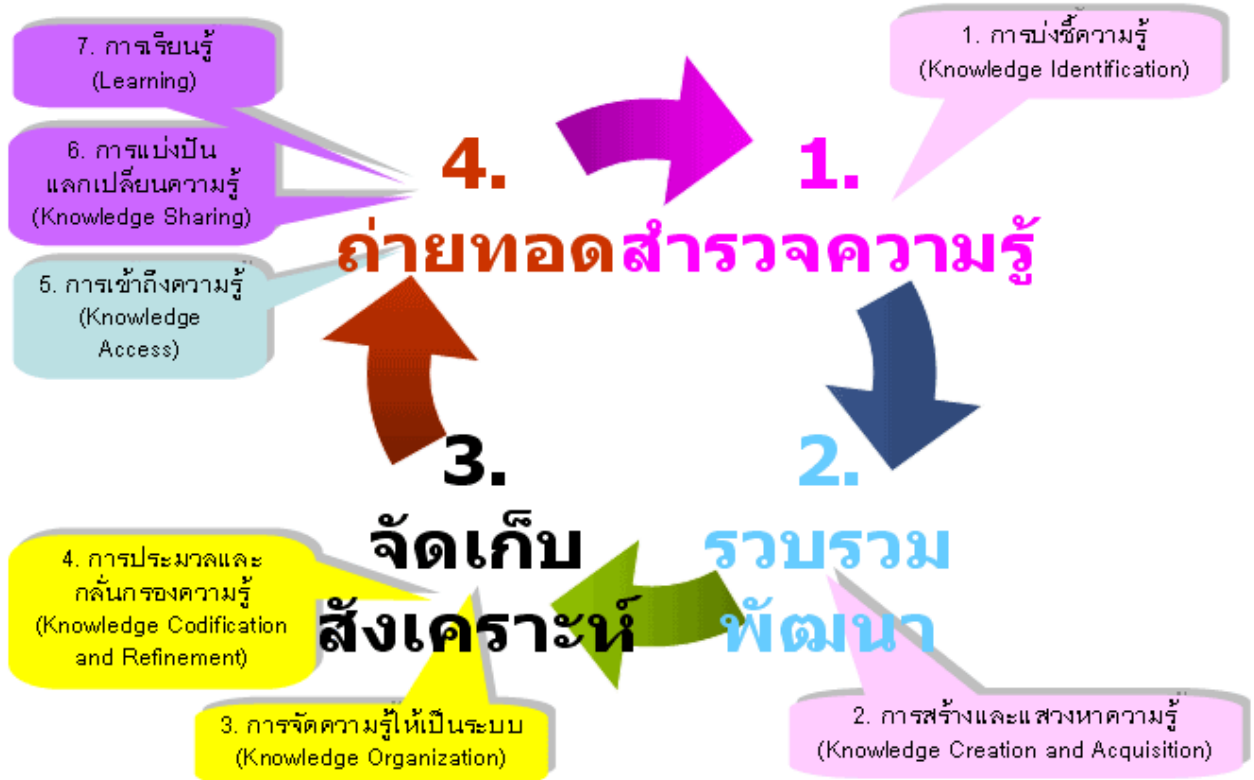 7. การเรียนรู้
(Learning)
1. การบ่งชี้ความรู้
(Knowledge Identification)
6. การแบ่งปัน
แลกเปลี่ยนความรู้
(Knowledge Sharing)
4.
ถ่ายทอด
1.
สำรวจความรู้
5. การเข้าถึงความรู้
(Knowledge
Access)
3.
จัดเก็บ
สังเคราะห์
2.
รวบรวม
พัฒนา
4. การประมวลและ
กลั่นกรองความรู้
(Knowledge Codification
and Refinement)
3. การจัดความรู้ให้เป็นระบบ
(Knowledge Organization)
2. การสร้างและแสวงหาความรู้
(Knowledge Creation and Acquisition)